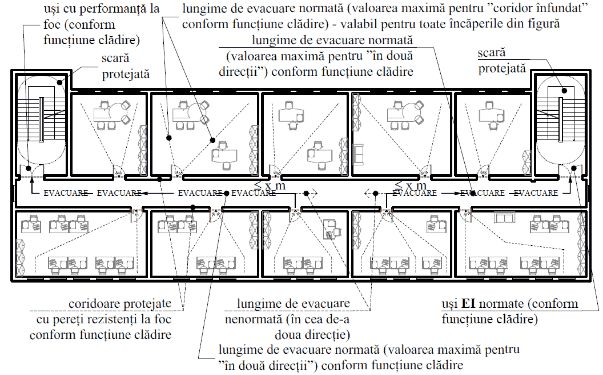 uși cu performanță la
foc (conform
funcțiune clădire)
scară
protejată
lungime de evacuare normată (valoarea maximă pentru ”coridor înfundat”
conform funcțiune clădire) - valabil pentru toate încăperile din figură
lungime de evacuare normată
(valoarea maximă pentru ”în două
direcții”) conform funcțiune clădire
scară
protejată
≤ x m
≤ x m
EVACUARE EVACUARE EVACUARE EVACUARE EVACUARE EVACUARE EVACUARE
coridoare protejate
cu pereți rezistenți la foc
conform funcțiune clădire
lungime de evacuare
nenormată (în cea de-a
doua direcție)
uși EI normate (conform
funcțiune clădire)
lungime de evacuare normată (valoarea maximă pentru
”în două direcții”) conform funcțiune clădire